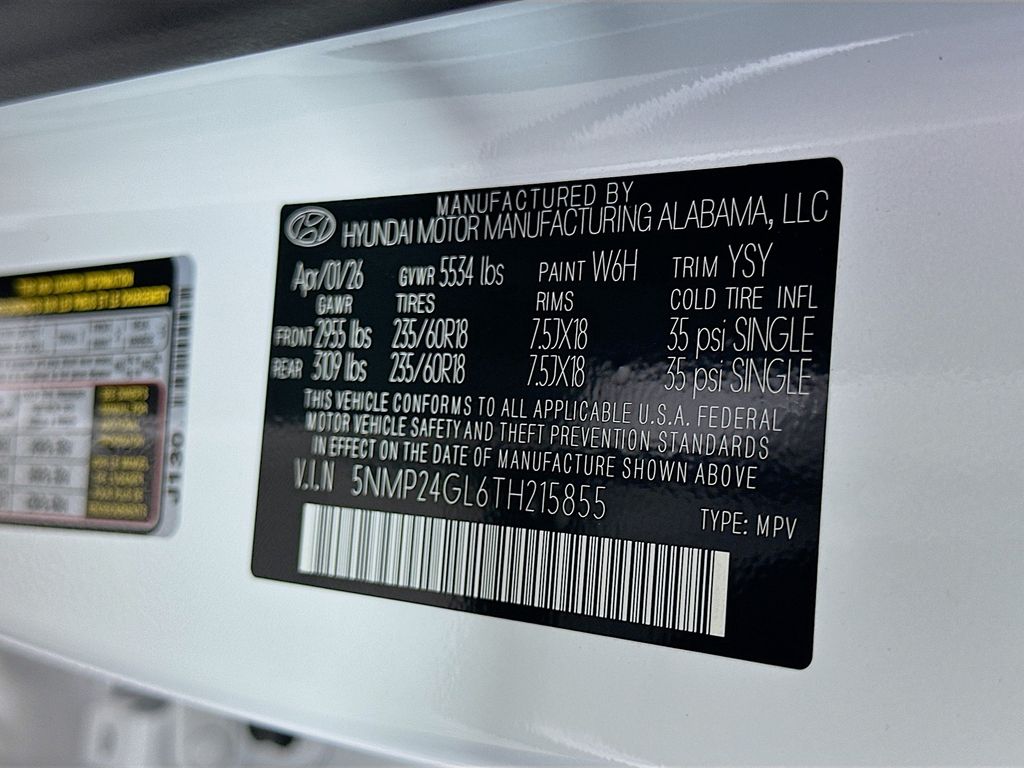 MANUFACTURED BY
HYUNDAI MOTOR MANUFACTURING ALABAMA, LLC
Apr/01/26 GVWR 5534 lbs PAINT W6H TRIM YSY
GAWR TIRES RIMS COLD TIRE INFL
FRONT 2955 lbs 235/60R18 7.5JX18 35 psi SINGLE
REAR 3109 lbs 235/60R18 7.5JX18 35 psi SINGLE
THIS VEHICLE CONFORMS TO ALL APPLICABLE U.S.A. FEDERAL
MOTOR VEHICLE SAFETY AND THEFT PREVENTION STANDARDS
IN EFFECT ON THE DATE OF MANUFACTURE SHOWN ABOVE
V.I.N 5NMP24GL6TH215855
TYPE: MPV
J130